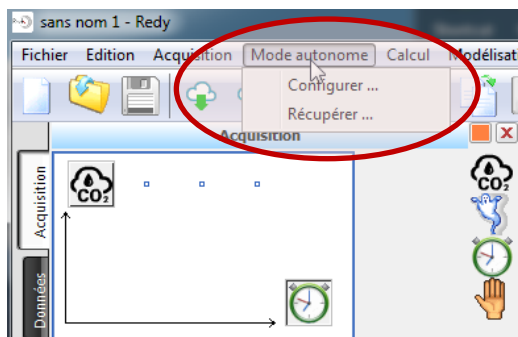 sans nom 1 - Redy
Fichier Edition Acquisition Mode autonome Calcul Modélisat
Configurer ...
Récupérer ...
Acquisition
Acquisition
CO2
CO2
Données